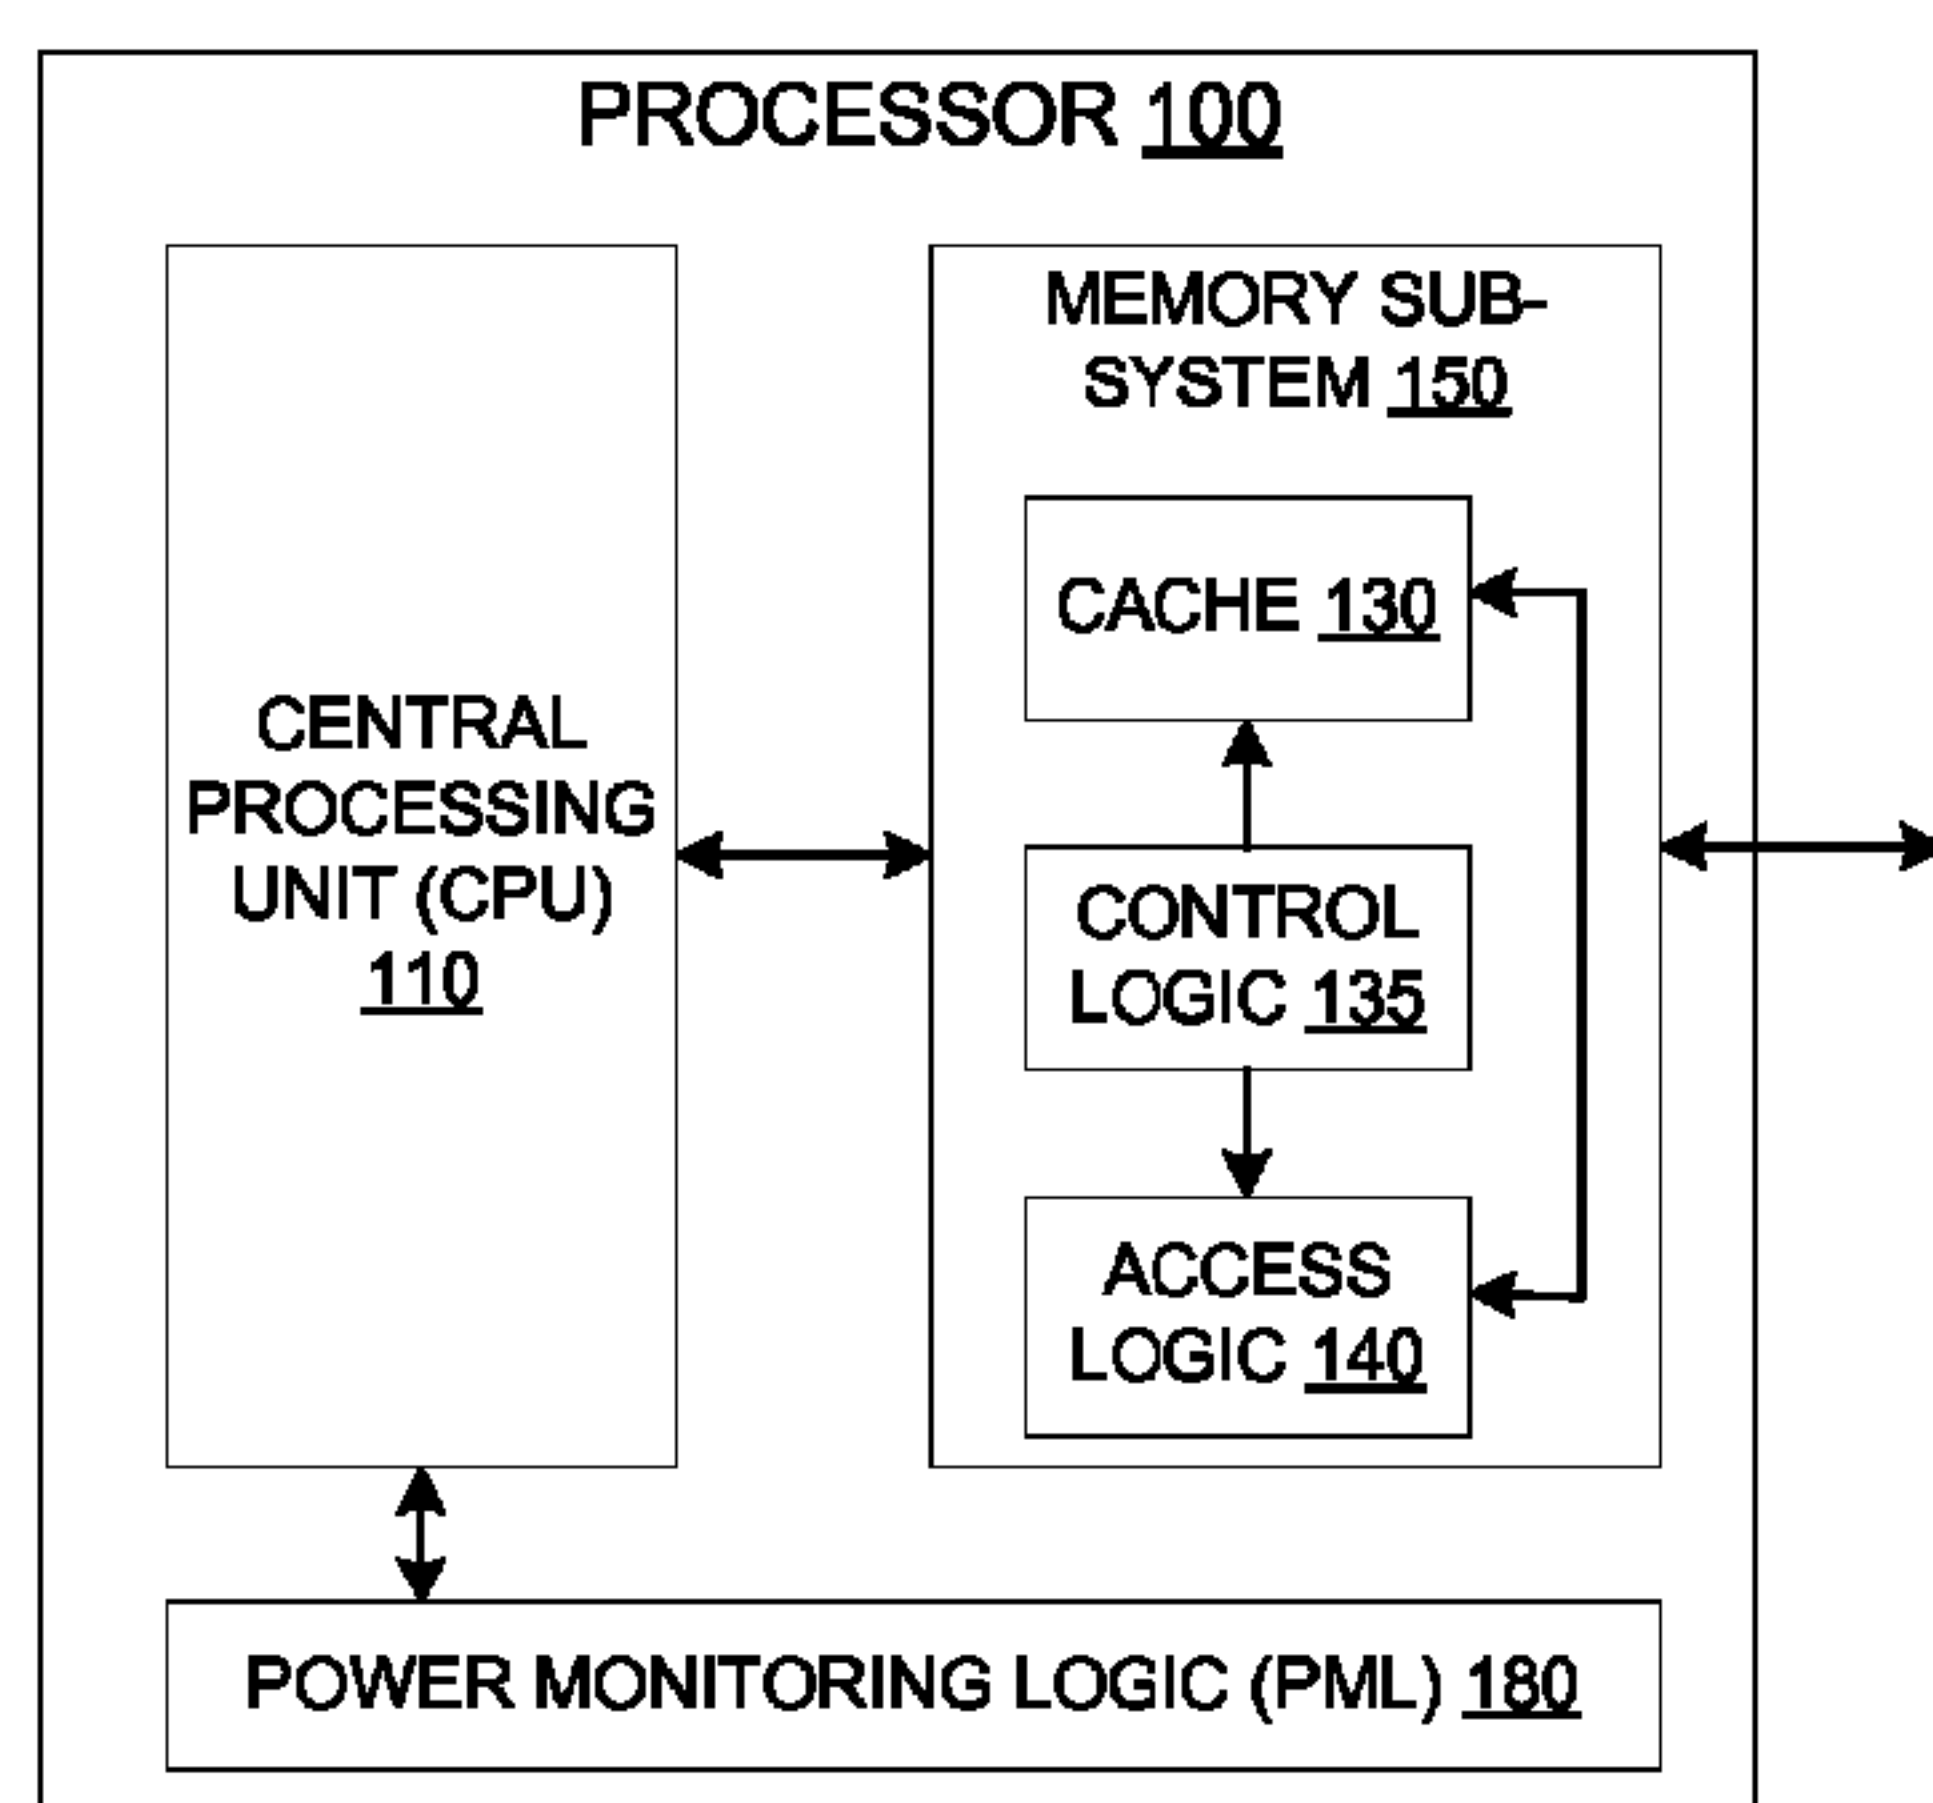 PROCESSOR 100
MEMORY SUB-
SYSTEM 150
CACHE 130
CENTRAL
PROCESSING
UNIT (CPU)
110
CONTROL
LOGIC 135
ACCESS
LOGIC 140
POWER MONITORING LOGIC (PML) 180